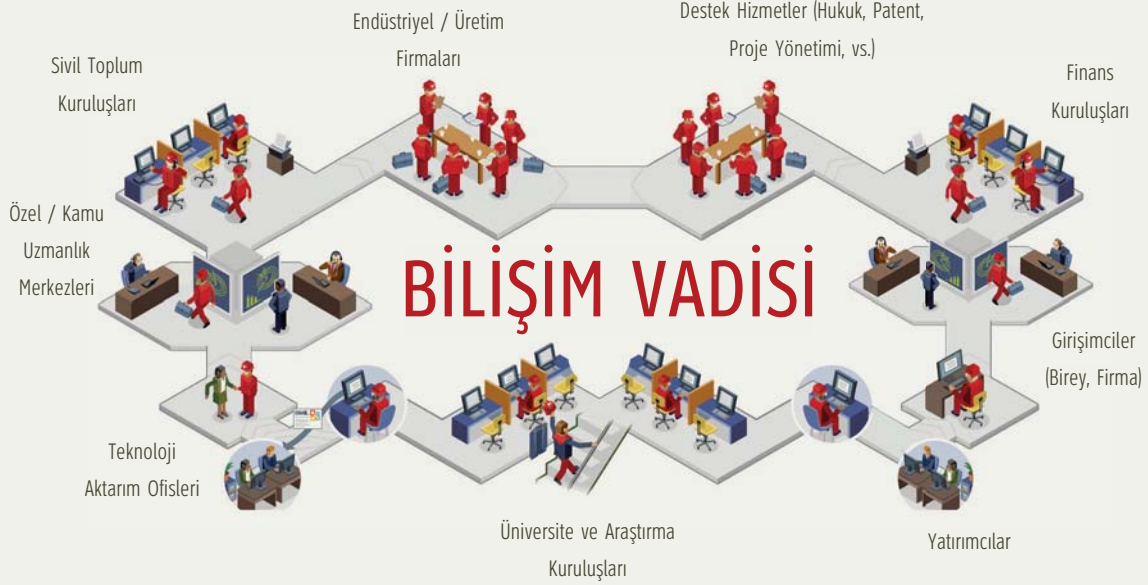 Destek Hizmetler (Hukuk, Patent,
Proje Yönetimi, vs.)
Endüstriyel / Üretim
Firmaları
Sivil Toplum
Kuruluşları
Finans
Kuruluşları
Özel / Kamu
Uzmanlık
Merkezleri
BİLİŞİM VADİSİ
Girişimciler
(Birey, Firma)
Teknoloji
Aktarım Ofisleri
Üniversite ve Araştırma
Kuruluşları
Yatırımcılar